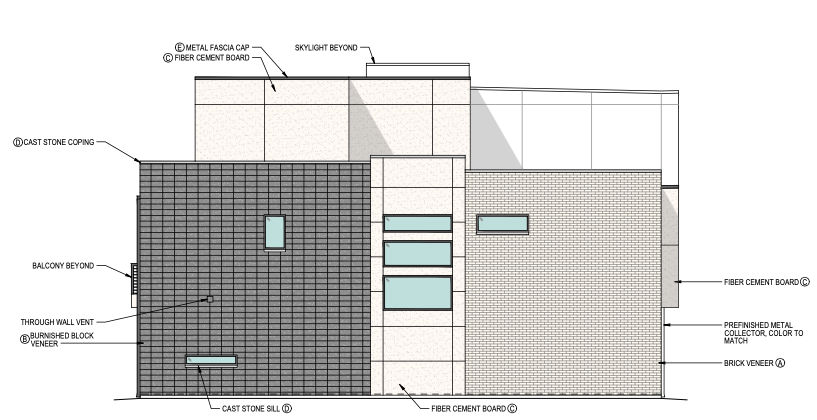 Ⓔ METAL FASCIA CAP
Ⓒ FIBER CEMENT BOARD
SKYLIGHT BEYOND
Ⓓ CAST STONE COPING
BALCONY BEYOND
THROUGH WALL VENT
Ⓑ BURNISHED BLOCK
VENEER
CAST STONE SILL Ⓓ
FIBER CEMENT BOARD Ⓒ
FIBER CEMENT BOARD Ⓒ
PREFINISHED METAL
COLLECTOR, COLOR TO
MATCH
BRICK VENEER Ⓐ